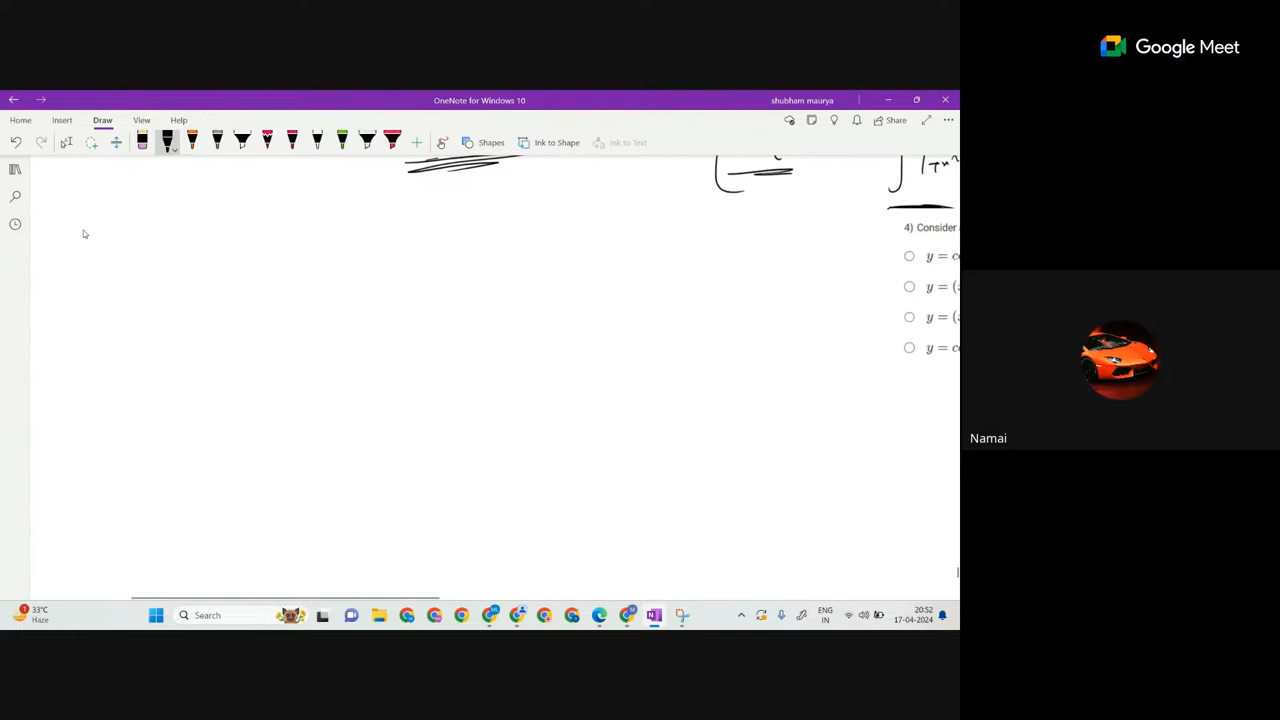 Google Meet
OneNote for Windows 10
shubham maurya
Home Insert Draw View Help
Share
Shapes Ink to Shape Ink to Text
4) Consider
y = c
y = (
y = (
y = c
Namai
1
33°C
Haze
Search
ENG
IN
20:52
17-04-2024